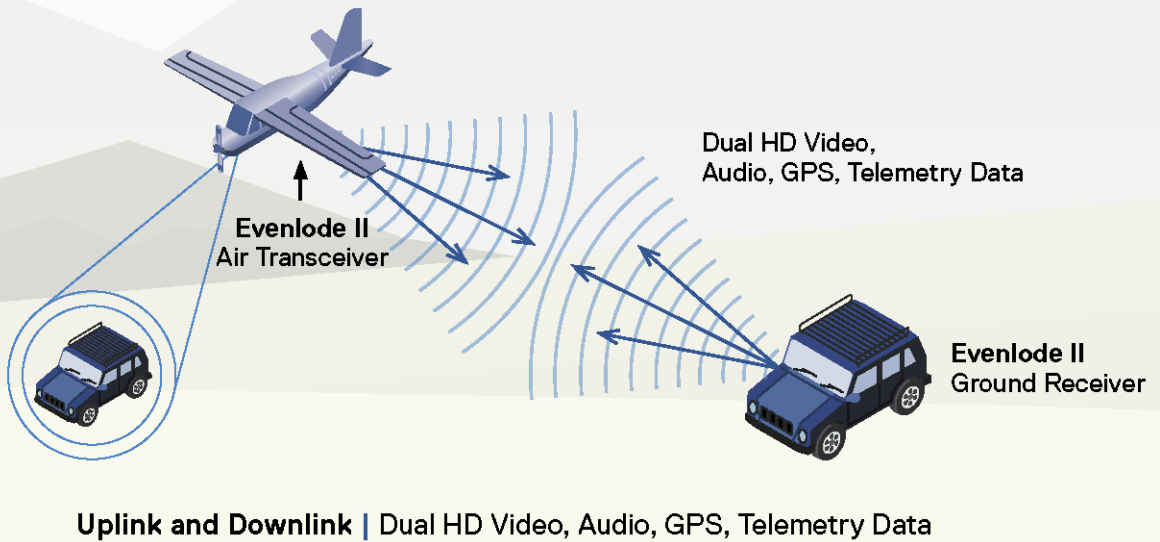 Dual HD Video,
Audio, GPS, Telemetry Data
Evenlode II
Air Transceiver
Evenlode II
Ground Receiver
Uplink and Downlink | Dual HD Video, Audio, GPS, Telemetry Data